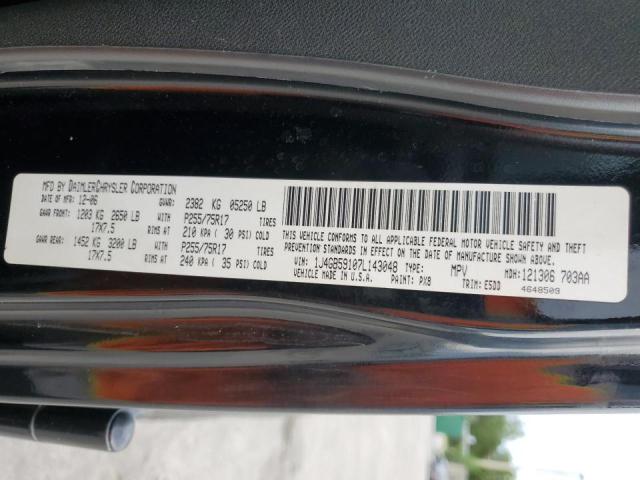 MFD BY DAIMLERCHRYSLER CORPORATION
DATE OF MFR: 12-06 GVWR: 2382 KG 05250 LB
GAWR FRONT: 1203 KG 2650 LB P255/75R17 TIRES
17X7.5 RIMS AT 210 KPA ( 30 PSI) COLD
GAWR REAR: 1452 KG 3200 LB P255/75R17 TIRES
17X7.5 RIMS AT 240 KPA ( 35 PSI) COLD
THIS VEHICLE CONFORMS TO ALL APPLICABLE FEDERAL MOTOR VEHICLE SAFETY, BUMPER, AND THEFT
PREVENTION STANDARDS IN EFFECT ON THE DATE OF MANUFACTURE SHOWN ABOVE.
VIN: 1J4GB59107L143048 TYPE: MPV MDH: 121306 703AA
VEHICLE MADE IN U.S.A. PAINT: PX8 TRIM: E5DD 4648509